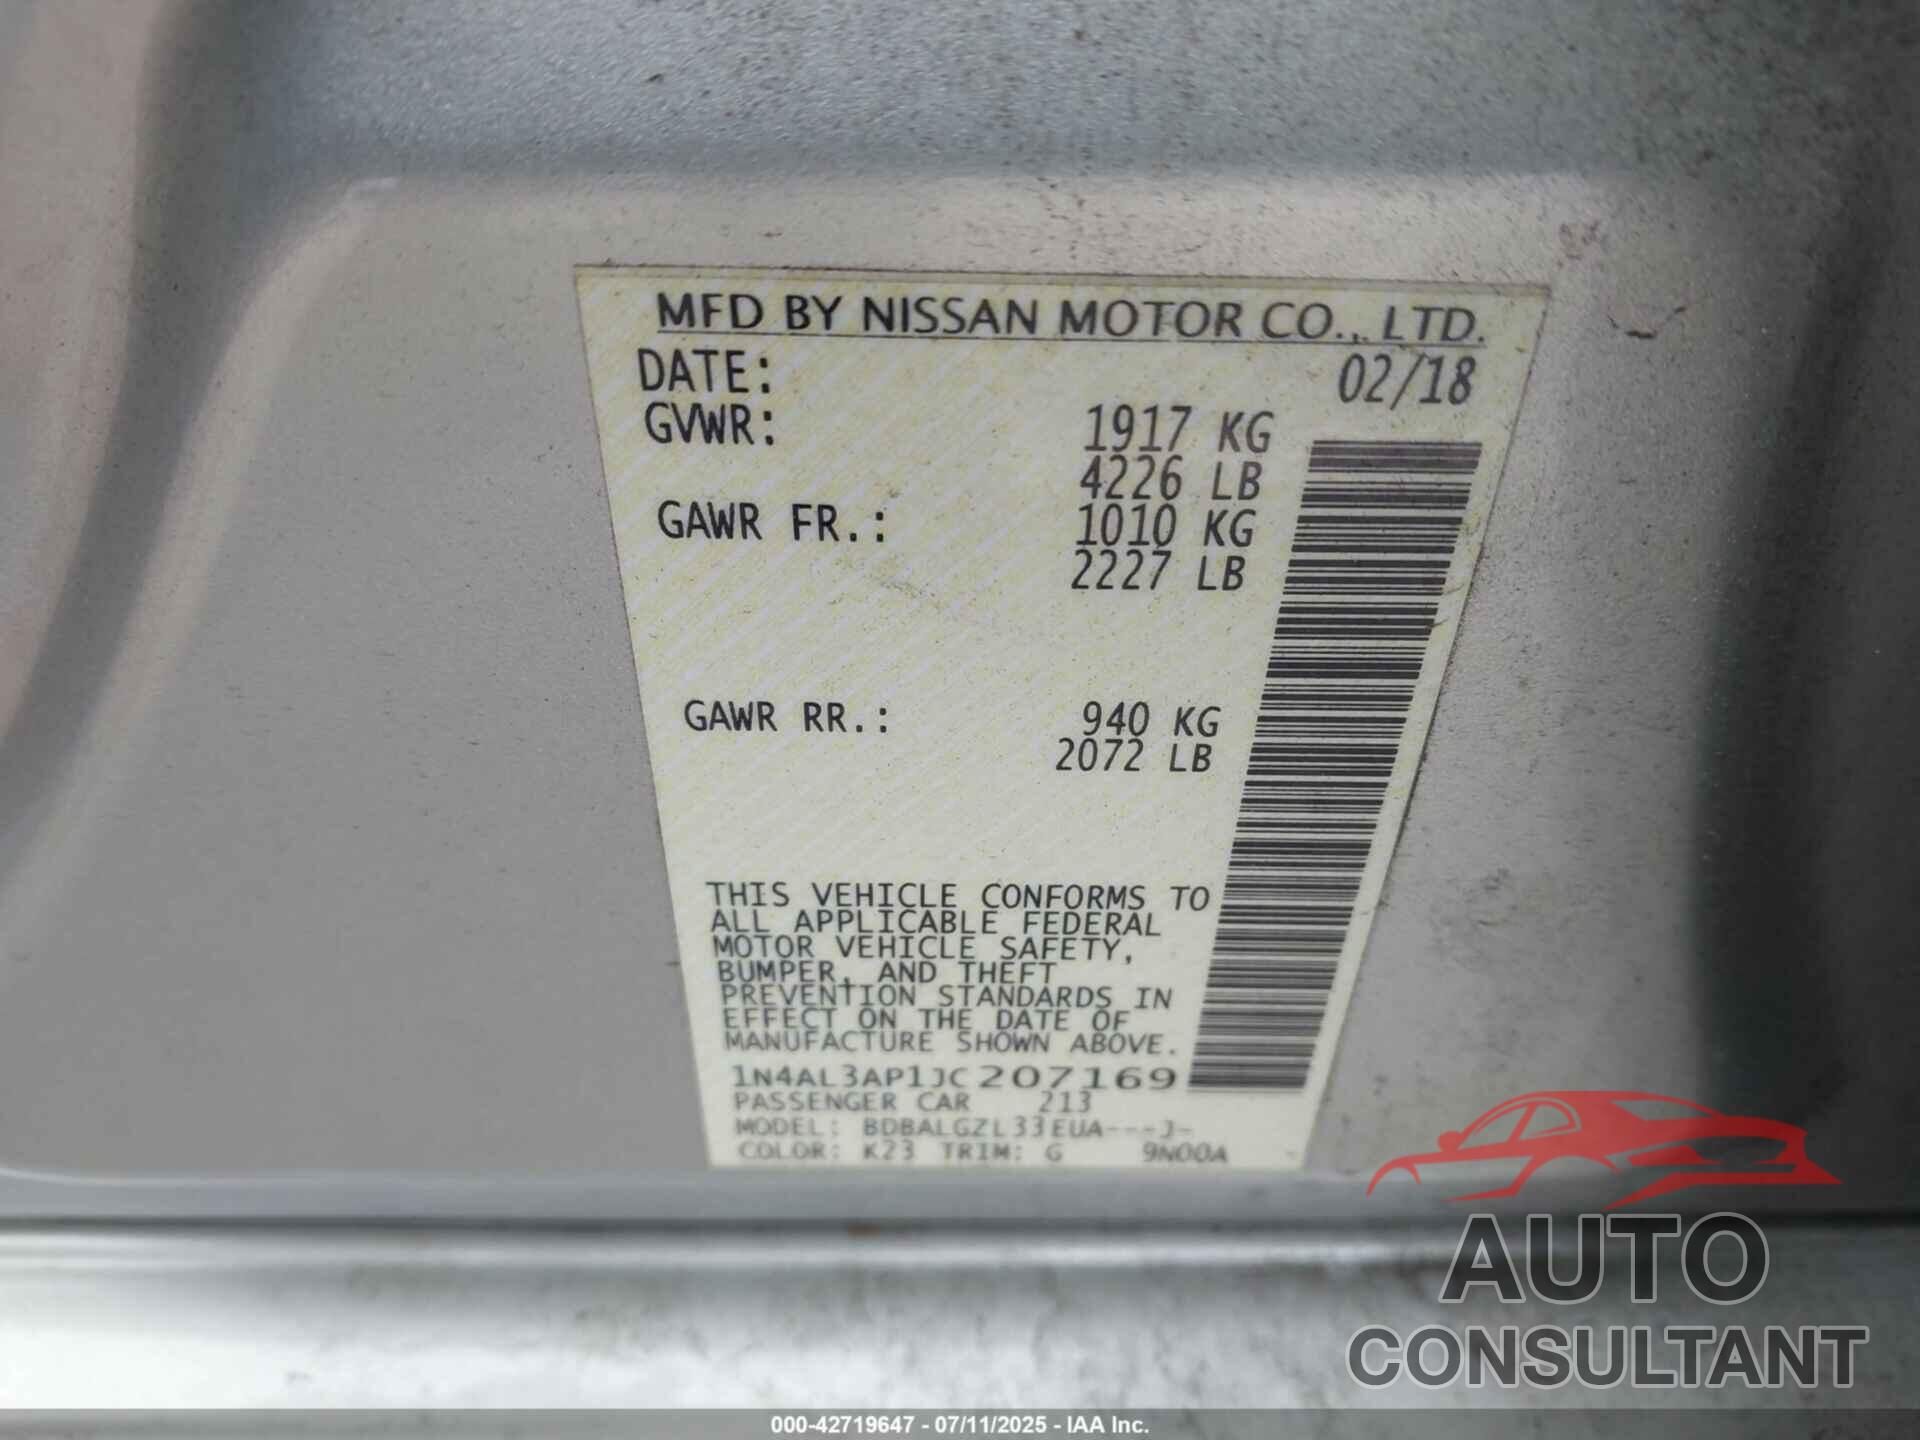 MFD BY NISSAN MOTOR CO., LTD.
DATE: 02/18
GVWR: 1917 KG
4226 LB
GAWR FR.: 1010 KG
2227 LB
GAWR RR.: 940 KG
2072 LB
THIS VEHICLE CONFORMS TO
ALL APPLICABLE FEDERAL
MOTOR VEHICLE SAFETY,
BUMPER, AND THEFT
PREVENTION STANDARDS IN
EFFECT ON THE DATE OF
MANUFACTURE SHOWN ABOVE.
1N4AL3AP1JC207169
PASSENGER CAR 213
MODEL: BDBALGZL33EUA---J-
COLOR: K23 TRIM: G 9N00A
AUTO
CONSULTANT
000-42719647 - 07/11/2025 - IAA Inc.